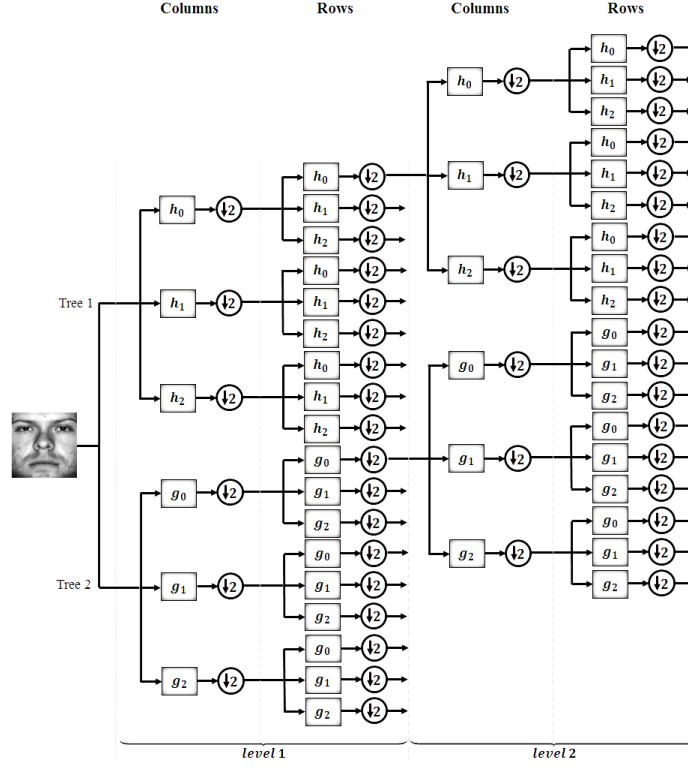 Columns Rows Columns Rows
h₀ ↓2
h₀ ↓2 h₁ ↓2
h₂ ↓2
h₀ ↓2
h₀ ↓2 h₁ ↓2 h₁ ↓2
h₀ ↓2 h₁ ↓2 h₂ ↓2
h₂ ↓2 h₀ ↓2
h₀ ↓2 h₂ ↓2 h₁ ↓2
Tree 1 h₁ ↓2 h₁ ↓2 h₂ ↓2
h₂ ↓2 g₀ ↓2
h₀ ↓2 g₀ ↓2 g₁ ↓2
h₂ ↓2 h₁ ↓2 g₂ ↓2
h₂ ↓2 g₀ ↓2
g₀ ↓2 g₁ ↓2 g₁ ↓2
g₀ ↓2 g₁ ↓2 g₂ ↓2
g₂ ↓2 g₀ ↓2
g₀ ↓2 g₂ ↓2 g₁ ↓2
Tree 2 g₁ ↓2 g₁ ↓2 g₂ ↓2
g₂ ↓2
g₀ ↓2
g₂ ↓2 g₁ ↓2
g₂ ↓2
level 1 level 2